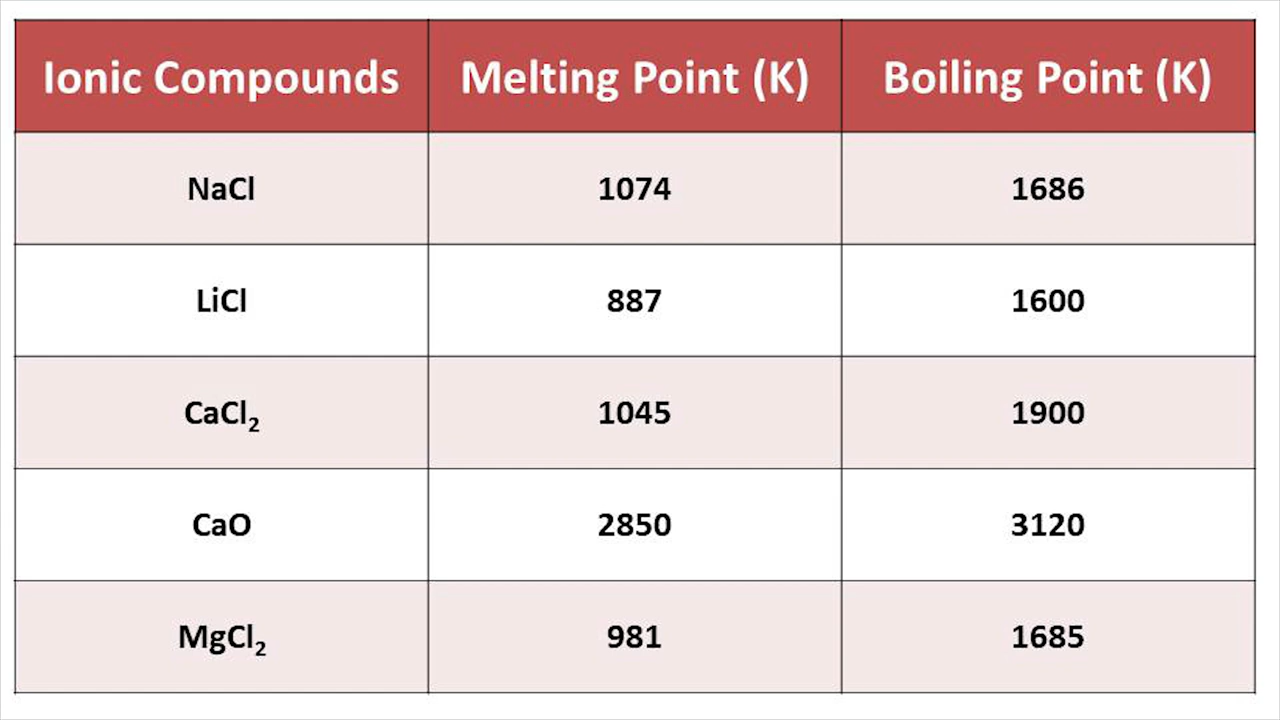 Ionic Compounds Melting Point (K) Boiling Point (K)
NaCl 1074 1686
LiCl 887 1600
CaCl₂ 1045 1900
CaO 2850 3120
MgCl₂ 981 1685